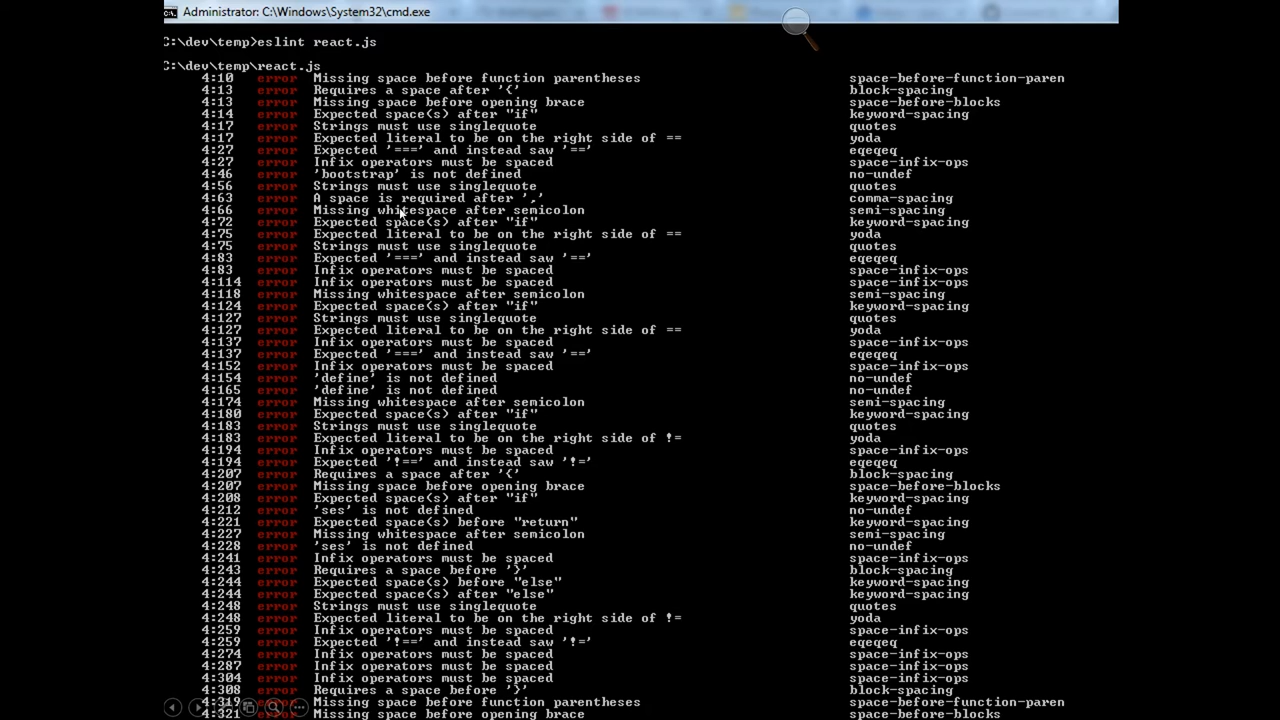 Administrator: C:\Windows\System32\cmd.exe
C:\dev\temp>eslint react.js
C:\dev\temp\react.js
4:10 error Missing space before function parentheses space-before-function-paren
4:13 error Requires a space after '{' block-spacing
4:13 error Missing space before opening brace space-before-blocks
4:14 error Expected space(s) after "if" keyword-spacing
4:17 error Strings must use singlequote quotes
4:17 error Expected literal to be on the right side of == yoda
4:27 error Expected '===' and instead saw '==' eqeqeq
4:27 error Infix operators must be spaced space-infix-ops
4:46 error 'bootstrap' is not defined no-undef
4:56 error Strings must use singlequote quotes
4:63 error A space is required after ',' comma-spacing
4:66 error Missing whitespace after semicolon semi-spacing
4:72 error Expected space(s) after "if" keyword-spacing
4:75 error Expected literal to be on the right side of == yoda
4:75 error Strings must use singlequote quotes
4:83 error Expected '===' and instead saw '==' eqeqeq
4:83 error Infix operators must be spaced space-infix-ops
4:114 error Infix operators must be spaced space-infix-ops
4:118 error Missing whitespace after semicolon semi-spacing
4:124 error Expected space(s) after "if" keyword-spacing
4:127 error Strings must use singlequote quotes
4:127 error Expected literal to be on the right side of == yoda
4:137 error Infix operators must be spaced space-infix-ops
4:137 error Expected '===' and instead saw '==' eqeqeq
4:152 error Infix operators must be spaced space-infix-ops
4:154 error 'define' is not defined no-undef
4:165 error 'define' is not defined no-undef
4:174 error Missing whitespace after semicolon semi-spacing
4:180 error Expected space(s) after "if" keyword-spacing
4:183 error Strings must use singlequote quotes
4:183 error Expected literal to be on the right side of != yoda
4:194 error Infix operators must be spaced space-infix-ops
4:194 error Expected '!==' and instead saw '!=' eqeqeq
4:207 error Requires a space after '{' block-spacing
4:207 error Missing space before opening brace space-before-blocks
4:208 error Expected space(s) after "if" keyword-spacing
4:212 error 'ses' is not defined no-undef
4:221 error Expected space(s) before "return" keyword-spacing
4:227 error Missing whitespace after semicolon semi-spacing
4:228 error 'ses' is not defined no-undef
4:241 error Infix operators must be spaced space-infix-ops
4:243 error Requires a space before '}' block-spacing
4:244 error Expected space(s) before "else" keyword-spacing
4:244 error Expected space(s) after "else" keyword-spacing
4:248 error Strings must use singlequote quotes
4:248 error Expected literal to be on the right side of != yoda
4:259 error Infix operators must be spaced space-infix-ops
4:259 error Expected '!==' and instead saw '!=' eqeqeq
4:274 error Infix operators must be spaced space-infix-ops
4:287 error Infix operators must be spaced space-infix-ops
4:304 error Infix operators must be spaced space-infix-ops
4:308 error Requires a space before '}' block-spacing
4:319 error Missing space before function parentheses space-before-function-paren
4:321 error Missing space before opening brace space-before-blocks